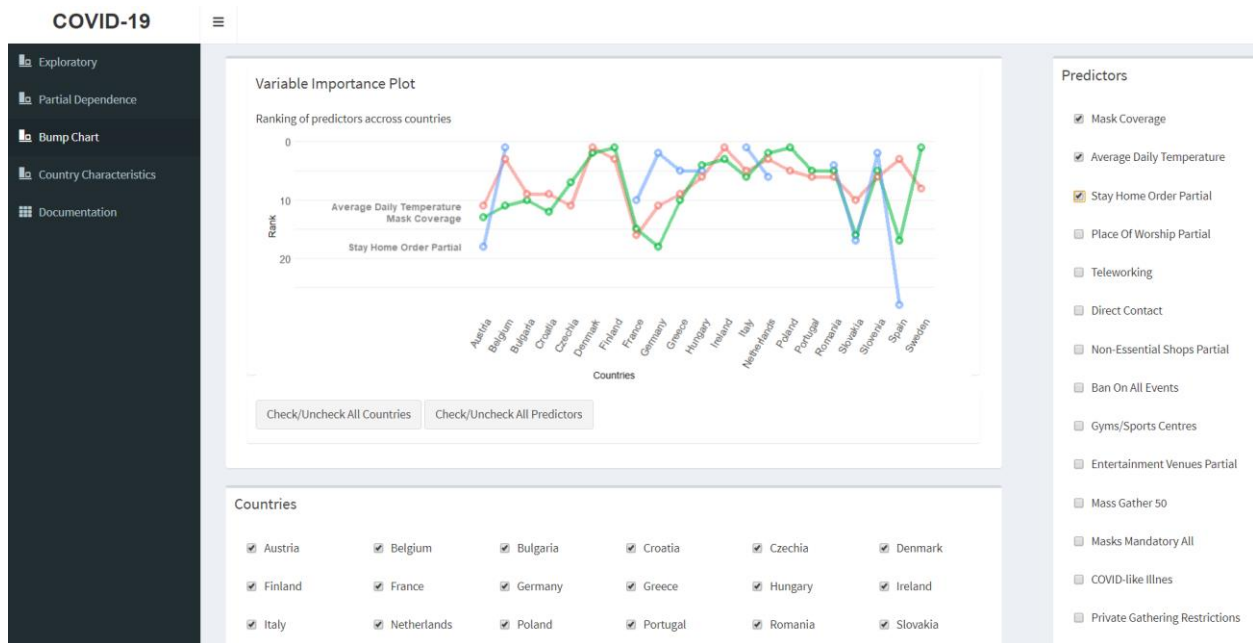 COVID-19
Exploratory
Partial Dependence
Bump Chart
Country Characteristics
Documentation
Variable Importance Plot
Ranking of predictors accross countries
0
10
20
Rank
Average Daily Temperature
Mask Coverage
Stay Home Order Partial
Austria
Belgium
Bulgaria
Croatia
Czechia
Denmark
Finland
France
Germany
Greece
Hungary
Ireland
Italy
Netherlands
Poland
Portugal
Romania
Slovakia
Slovenia
Spain
Sweden
Countries
Check/Uncheck All Countries Check/Uncheck All Predictors
Countries
Austria Belgium Bulgaria Croatia Czechia Denmark
Finland France Germany Greece Hungary Ireland
Italy Netherlands Poland Portugal Romania Slovakia
Predictors
Mask Coverage
Average Daily Temperature
Stay Home Order Partial
Place Of Worship Partial
Teleworking
Direct Contact
Non-Essential Shops Partial
Ban On All Events
Gyms/Sports Centres
Entertainment Venues Partial
Mass Gather 50
Masks Mandatory All
COVID-like Illnes
Private Gathering Restrictions